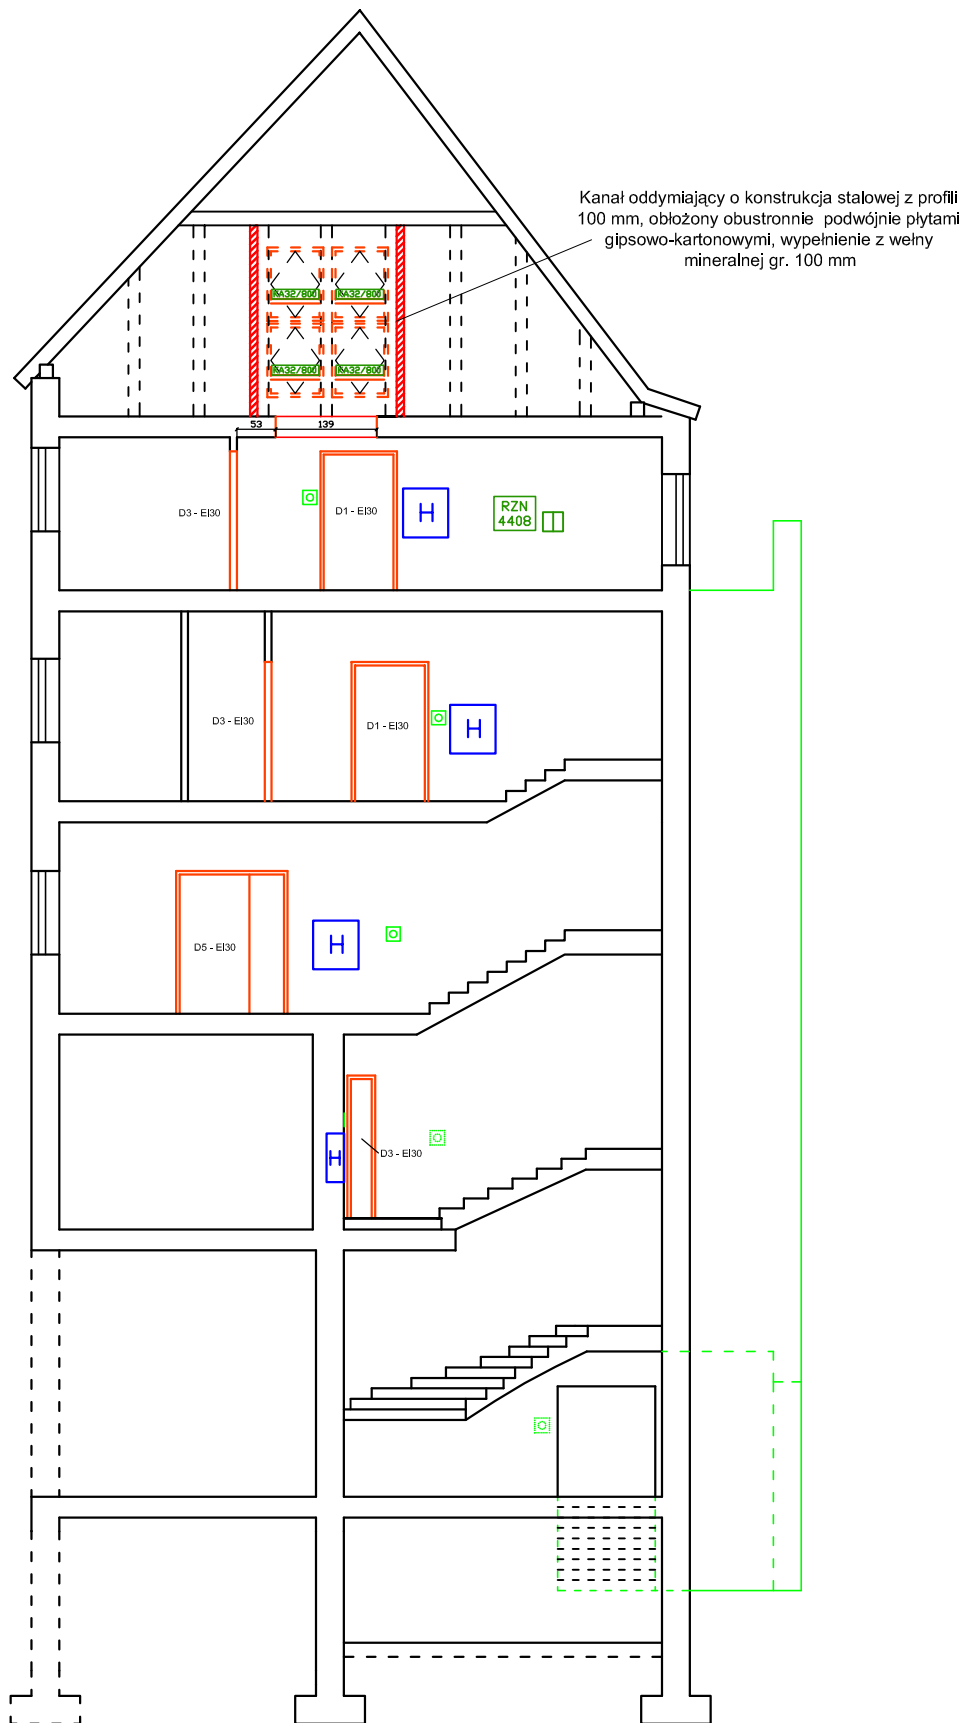 Kanał oddymiający o konstrukcja stalowej z profili
100 mm, obłożony obustronnie podwójnie płytami
gipsowo-kartonowymi, wypełnienie z wełny
mineralnej gr. 100 mm
KA32/800 KA32/800
KA32/800 KA32/800
53 139
D3 - EI30
D1 - EI30
H
RZN
4408
D3 - EI30
D1 - EI30
H
D5 - EI30
H
H
D3 - EI30